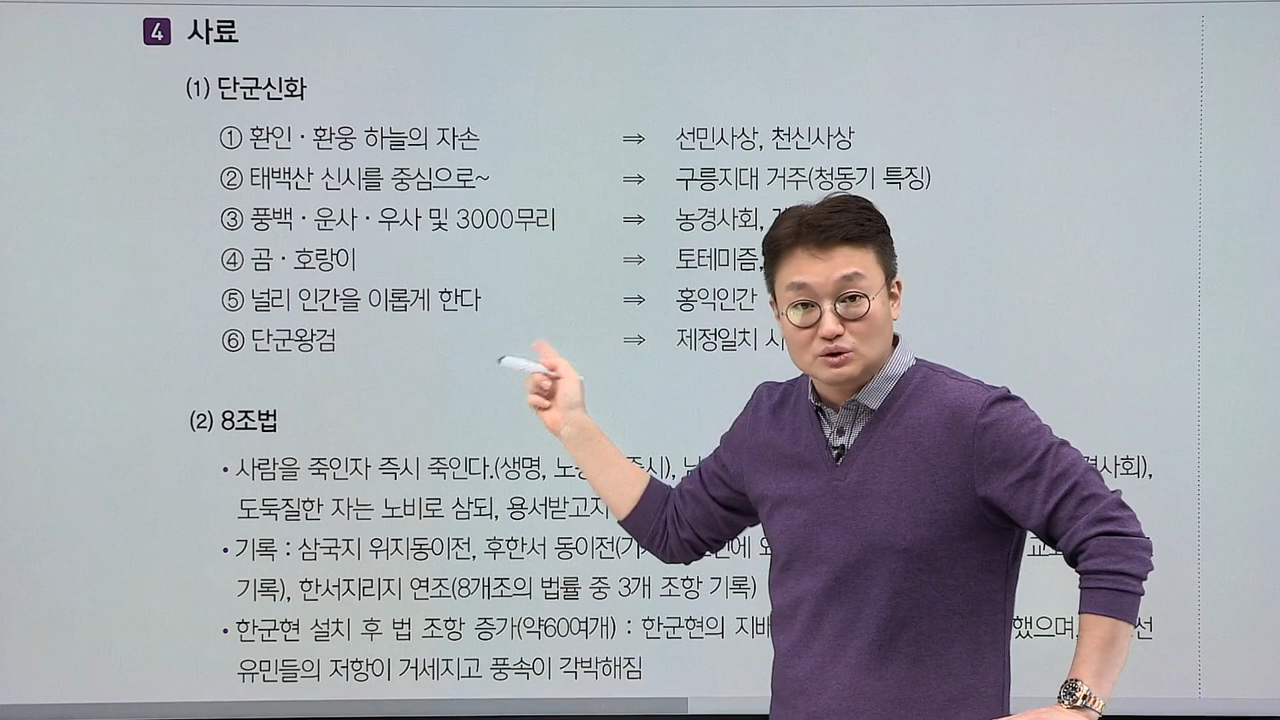 4 사료
(1) 단군신화
① 환인 · 환웅 하늘의 자손 ⇒ 선민사상, 천신사상
② 태백산 신시를 중심으로~ ⇒ 구릉지대 거주(청동기 특징)
③ 풍백 · 운사 · 우사 및 3000무리 ⇒ 농경사회,
④ 곰 · 호랑이 ⇒ 토테미즘,
⑤ 널리 인간을 이롭게 한다 ⇒ 홍익인간
⑥ 단군왕검 ⇒ 제정일치
(2) 8조법
• 사람을 죽인자 즉시 죽인다.(생명,
도둑질한 자는 노비로 삼되,
• 기록 : 삼국지 위지동이전, 후한서
기록), 한서지리지 연조(8개조의 법률 중 3개 조항 기록)
• 한군현 설치 후 법 조항 증가(약60여개) : 한군현의
유민들의 저항이 거세지고 풍속이 각박해짐